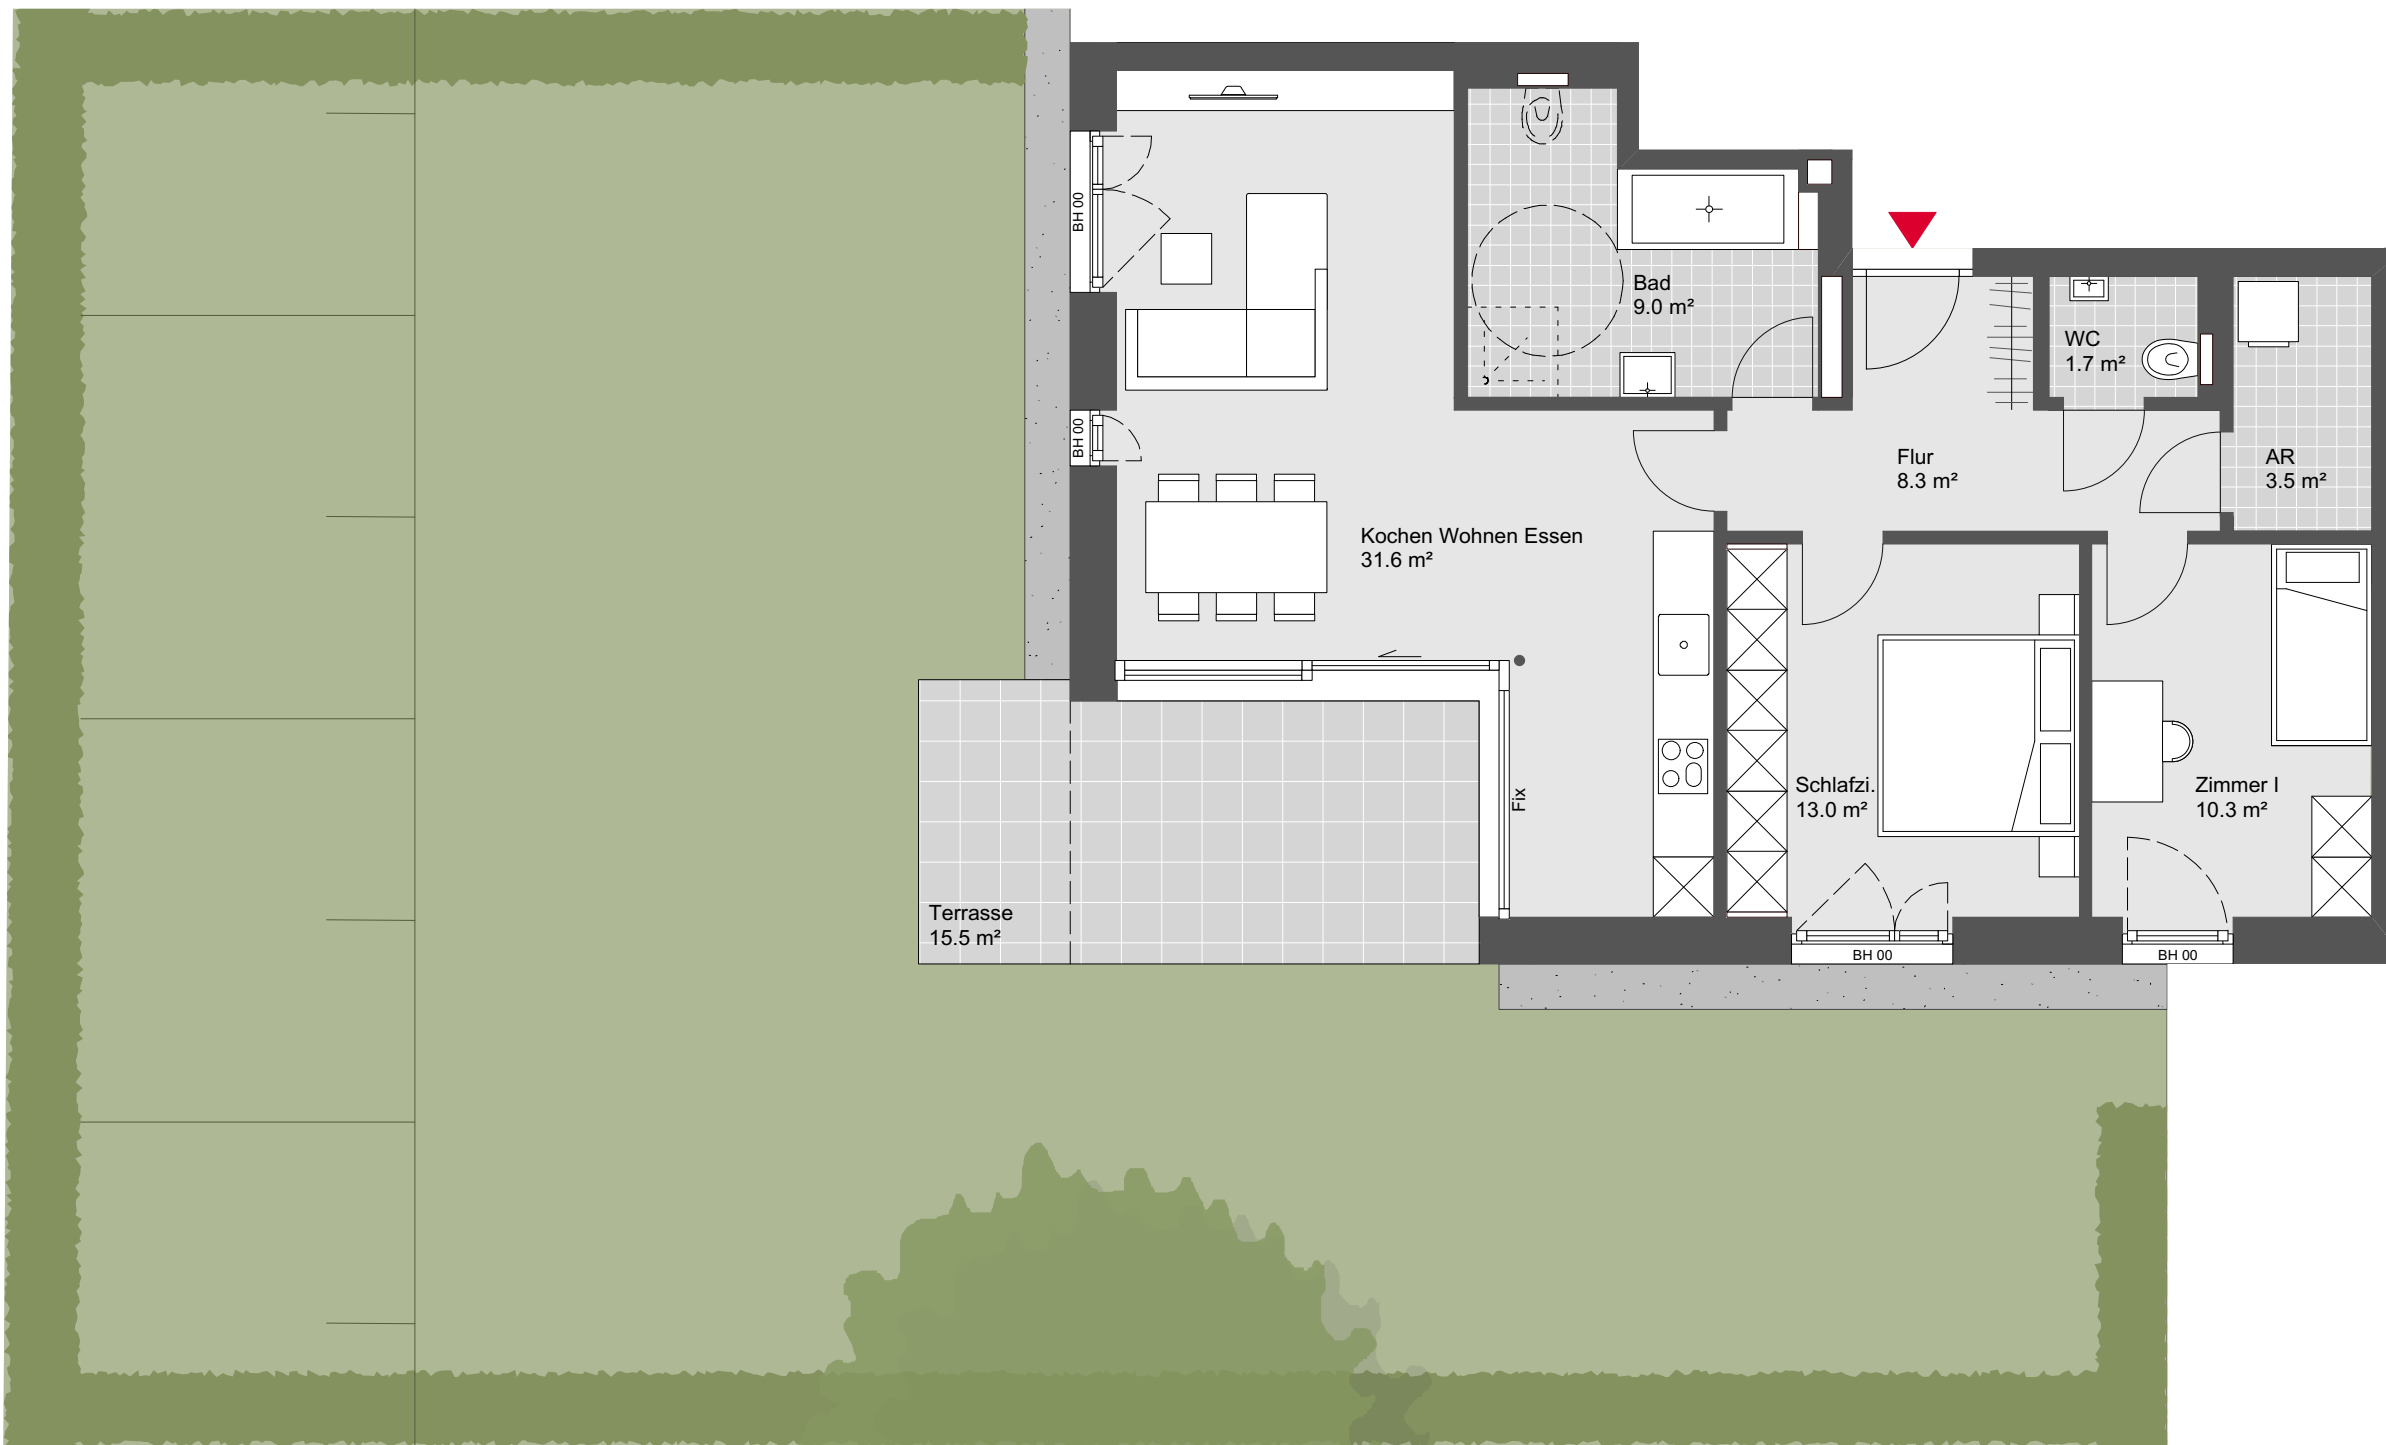 BH 00
Bad
9.0 m²
WC
1.7 m²
BH 00
Flur
8.3 m²
AR
3.5 m²
Kochen Wohnen Essen
31.6 m²
Fix
Schlafzi.
13.0 m²
Zimmer I
10.3 m²
Terrasse
15.5 m²
BH 00
BH 00